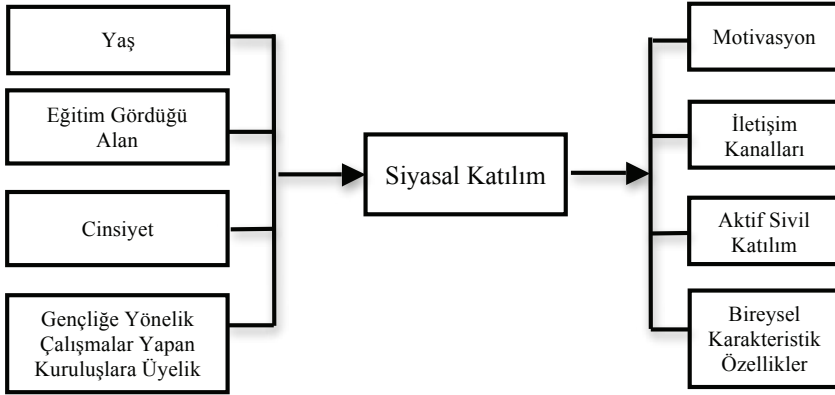 Yaş
Eğitim Gördüğü
Alan
Cinsiyet
Gençliğe Yönelik
Çalışmalar Yapan
Kuruluşlara Üyelik
Siyasal Katılım
Motivasyon
İletişim
Kanalları
Aktif Sivil
Katılım
Bireysel
Karakteristik
Özellikler